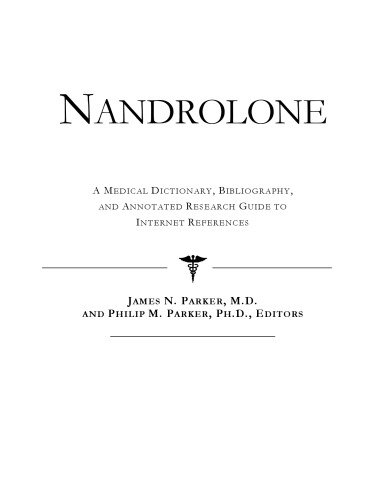 NANDROLONE
A MEDICAL DICTIONARY, BIBLIOGRAPHY,
AND ANNOTATED RESEARCH GUIDE TO
INTERNET REFERENCES
JAMES N. PARKER, M.D.
AND PHILIP M. PARKER, PH.D., EDITORS